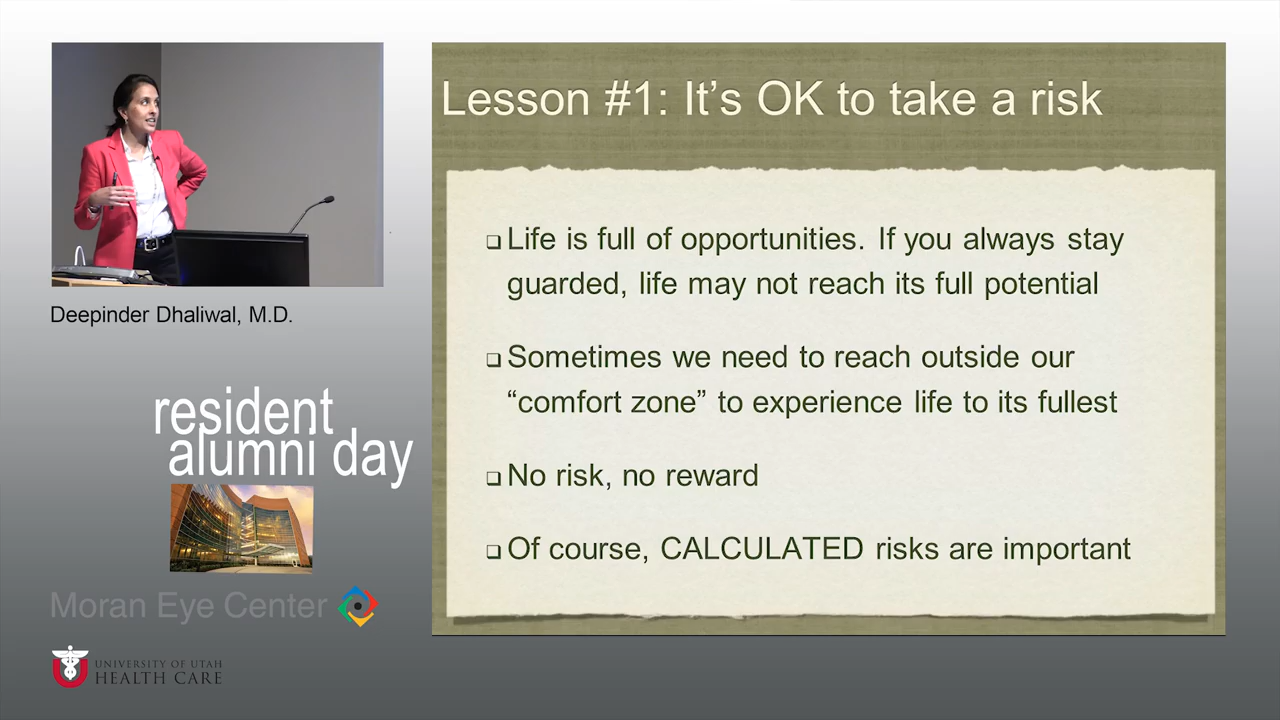 Lesson #1: It’s OK to take a risk
❑ Life is full of opportunities. If you always stay
guarded, life may not reach its full potential
❑ Sometimes we need to reach outside our
“comfort zone” to experience life to its fullest
❑ No risk, no reward
❑ Of course, CALCULATED risks are important
Deepinder Dhaliwal, M.D.
resident
alumni day
Moran Eye Center
UNIVERSITY OF UTAH
HEALTH CARE